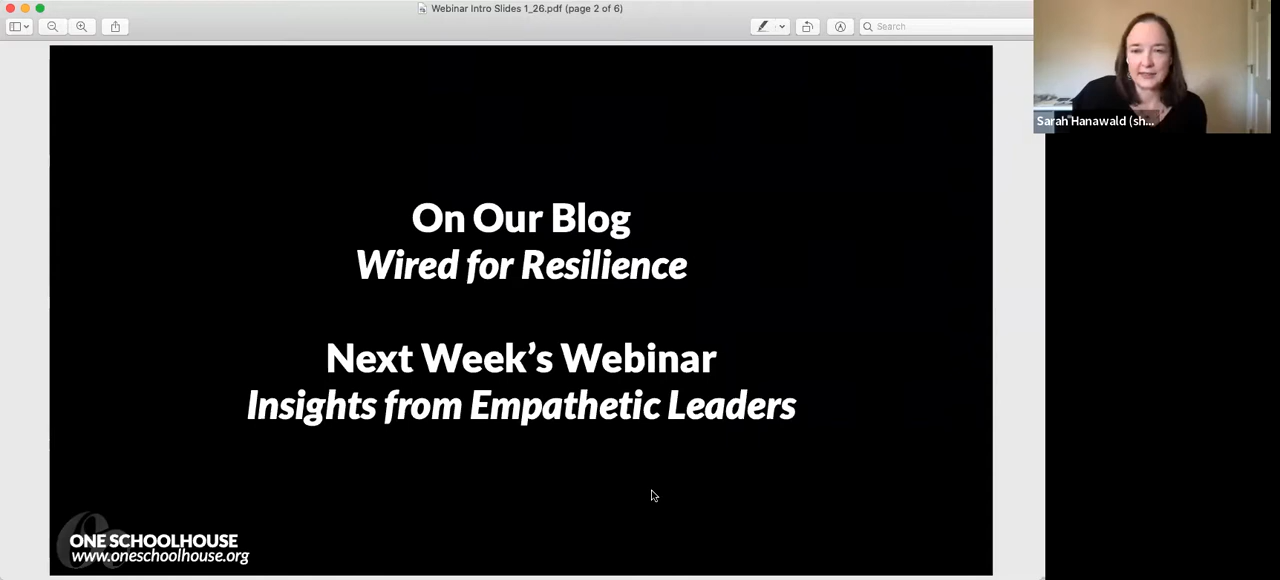 Webinar Intro Slides 1_26.pdf (page 2 of 6)
Search
Sarah Hanawald (sh...
On Our Blog
Wired for Resilience
Next Week's Webinar
Insights from Empathetic Leaders
ONE SCHOOLHOUSE
www.oneschoolhouse.org